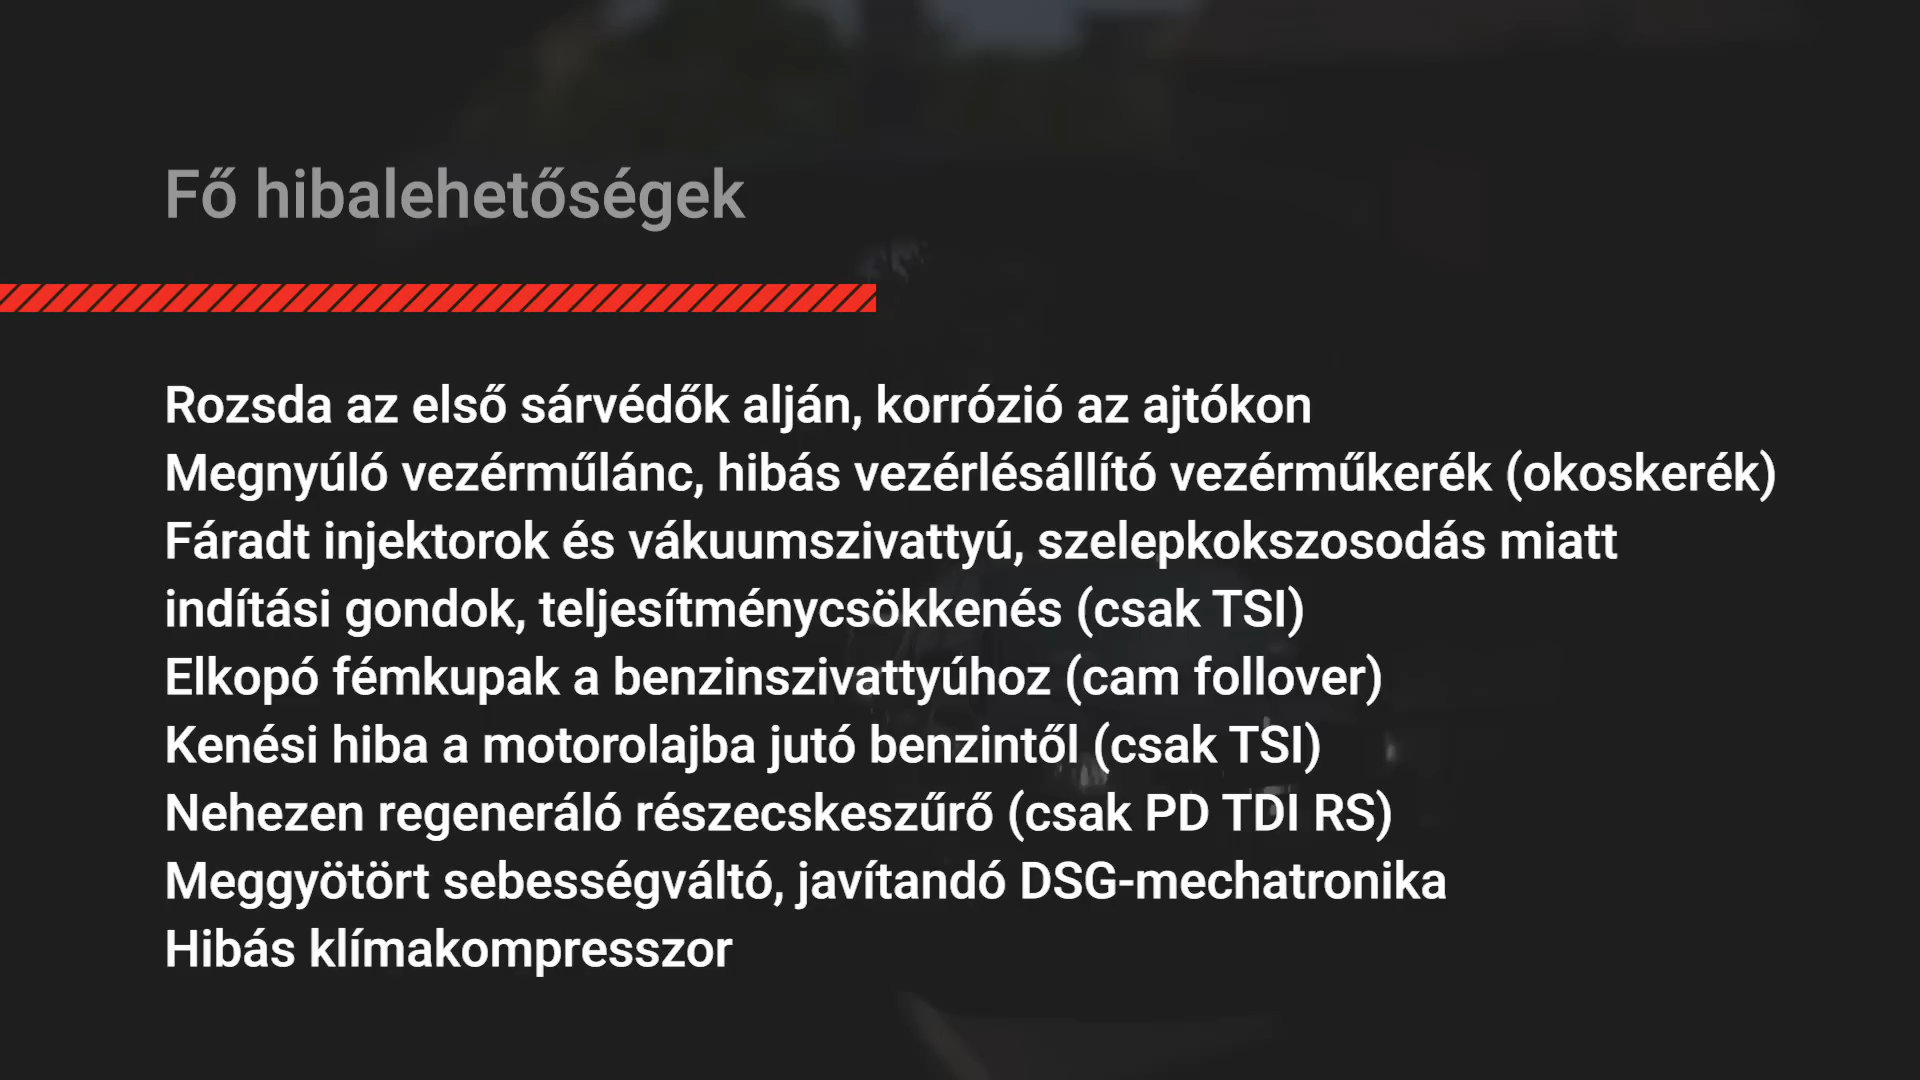 Fő hibalehetőségek
Rozsda az első sárvédők alján, korrózió az ajtókon
Megnyúló vezérműlánc, hibás vezérlésállító vezérműkerék (okoskerék)
Fáradt injektorok és vákuumszivattyú, szelepkokszosodás miatt
indítási gondok, teljesítménycsökkenés (csak TSI)
Elkopó fémkupak a benzinszivattyúhoz (cam follover)
Kenési hiba a motorolajba jutó benzintől (csak TSI)
Nehezen regeneráló részecskeszűrő (csak PD TDI RS)
Meggyötört sebességváltó, javítandó DSG-mechatronika
Hibás klímakompresszor